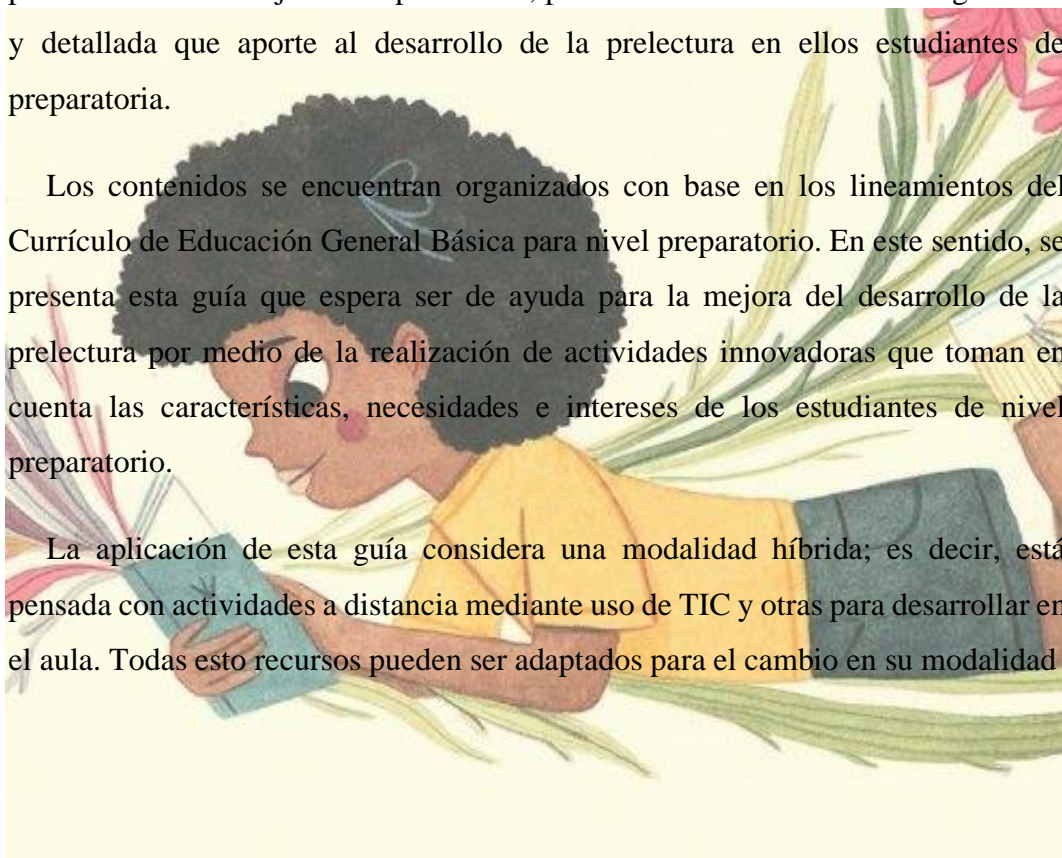 y detallada que aporte al desarrollo de la prelectura en ellos estudiantes de
preparatoria.
Los contenidos se encuentran organizados con base en los lineamientos del
Currículo de Educación General Básica para nivel preparatorio. En este sentido, se
presenta esta guía que espera ser de ayuda para la mejora del desarrollo de la
prelectura por medio de la realización de actividades innovadoras que toman en
cuenta las características, necesidades e intereses de los estudiantes de nivel
preparatorio.
La aplicación de esta guía considera una modalidad híbrida; es decir, está
pensada con actividades a distancia mediante uso de TIC y otras para desarrollar en
el aula. Todas esto recursos pueden ser adaptados para el cambio en su modalidad